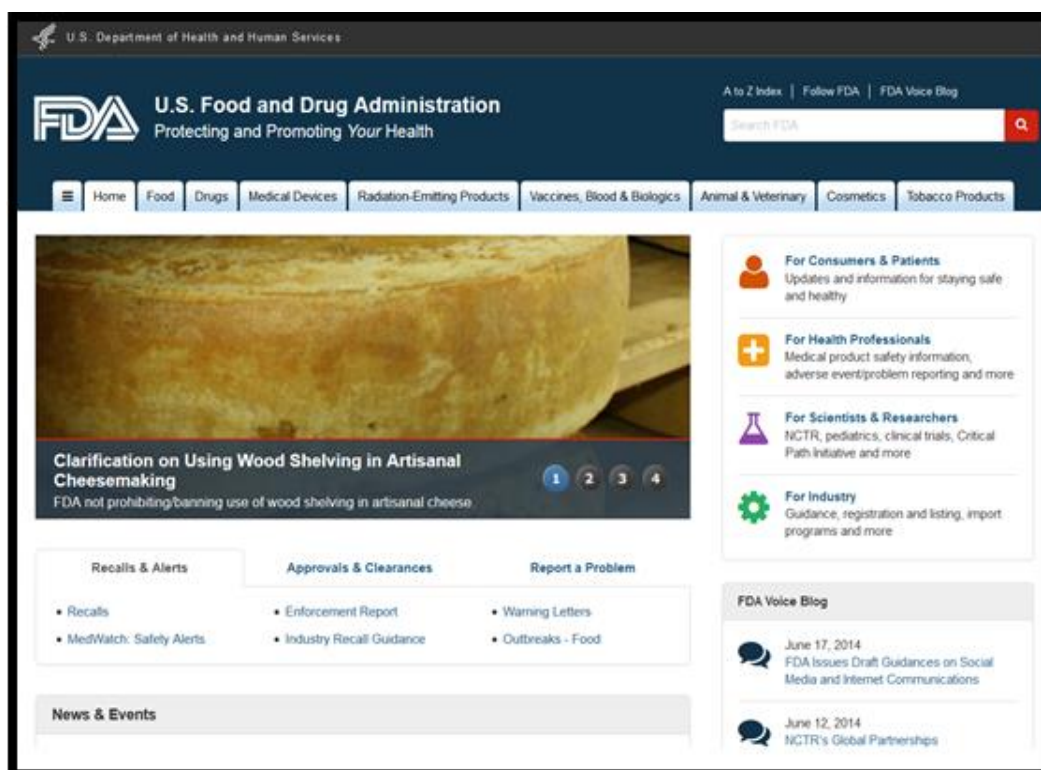 U.S. Department of Health and Human Services
A to Z Index | Follow FDA | FDA Voice Blog
FDA
U.S. Food and Drug Administration
Protecting and Promoting Your Health
Search FDA
Home Food Drugs Medical Devices Radiation-Emitting Products Vaccines, Blood & Biologics Animal & Veterinary Cosmetics Tobacco Products
Clarification on Using Wood Shelving in Artisanal
Cheesemaking
FDA not prohibiting/banning use of wood shelving in artisanal cheese
1 2 3 4
For Consumers & Patients
Updates and information for staying safe
and healthy
For Health Professionals
Medical product safety information,
adverse event/problem reporting and more
For Scientists & Researchers
NCTR, pediatrics, clinical trials, Critical
Path Initiative and more
For Industry
Guidance, registration and listing, import
programs and more
Recalls & Alerts Approvals & Clearances Report a Problem
• Recalls • Enforcement Report • Warning Letters
• MedWatch: Safety Alerts • Industry Recall Guidance • Outbreaks - Food
News & Events
FDA Voice Blog
June 17, 2014
FDA Issues Draft Guidances on Social
Media and Internet Communications
June 12, 2014
NCTR's Global Partnerships